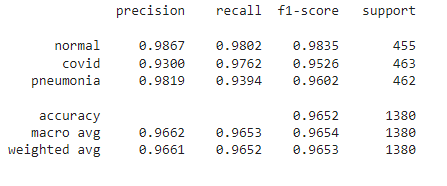 precision recall f1-score support
normal 0.9867 0.9802 0.9835 455
covid 0.9300 0.9762 0.9526 463
pneumonia 0.9819 0.9394 0.9602 462
accuracy 0.9652 1380
macro avg 0.9662 0.9653 0.9654 1380
weighted avg 0.9661 0.9652 0.9653 1380